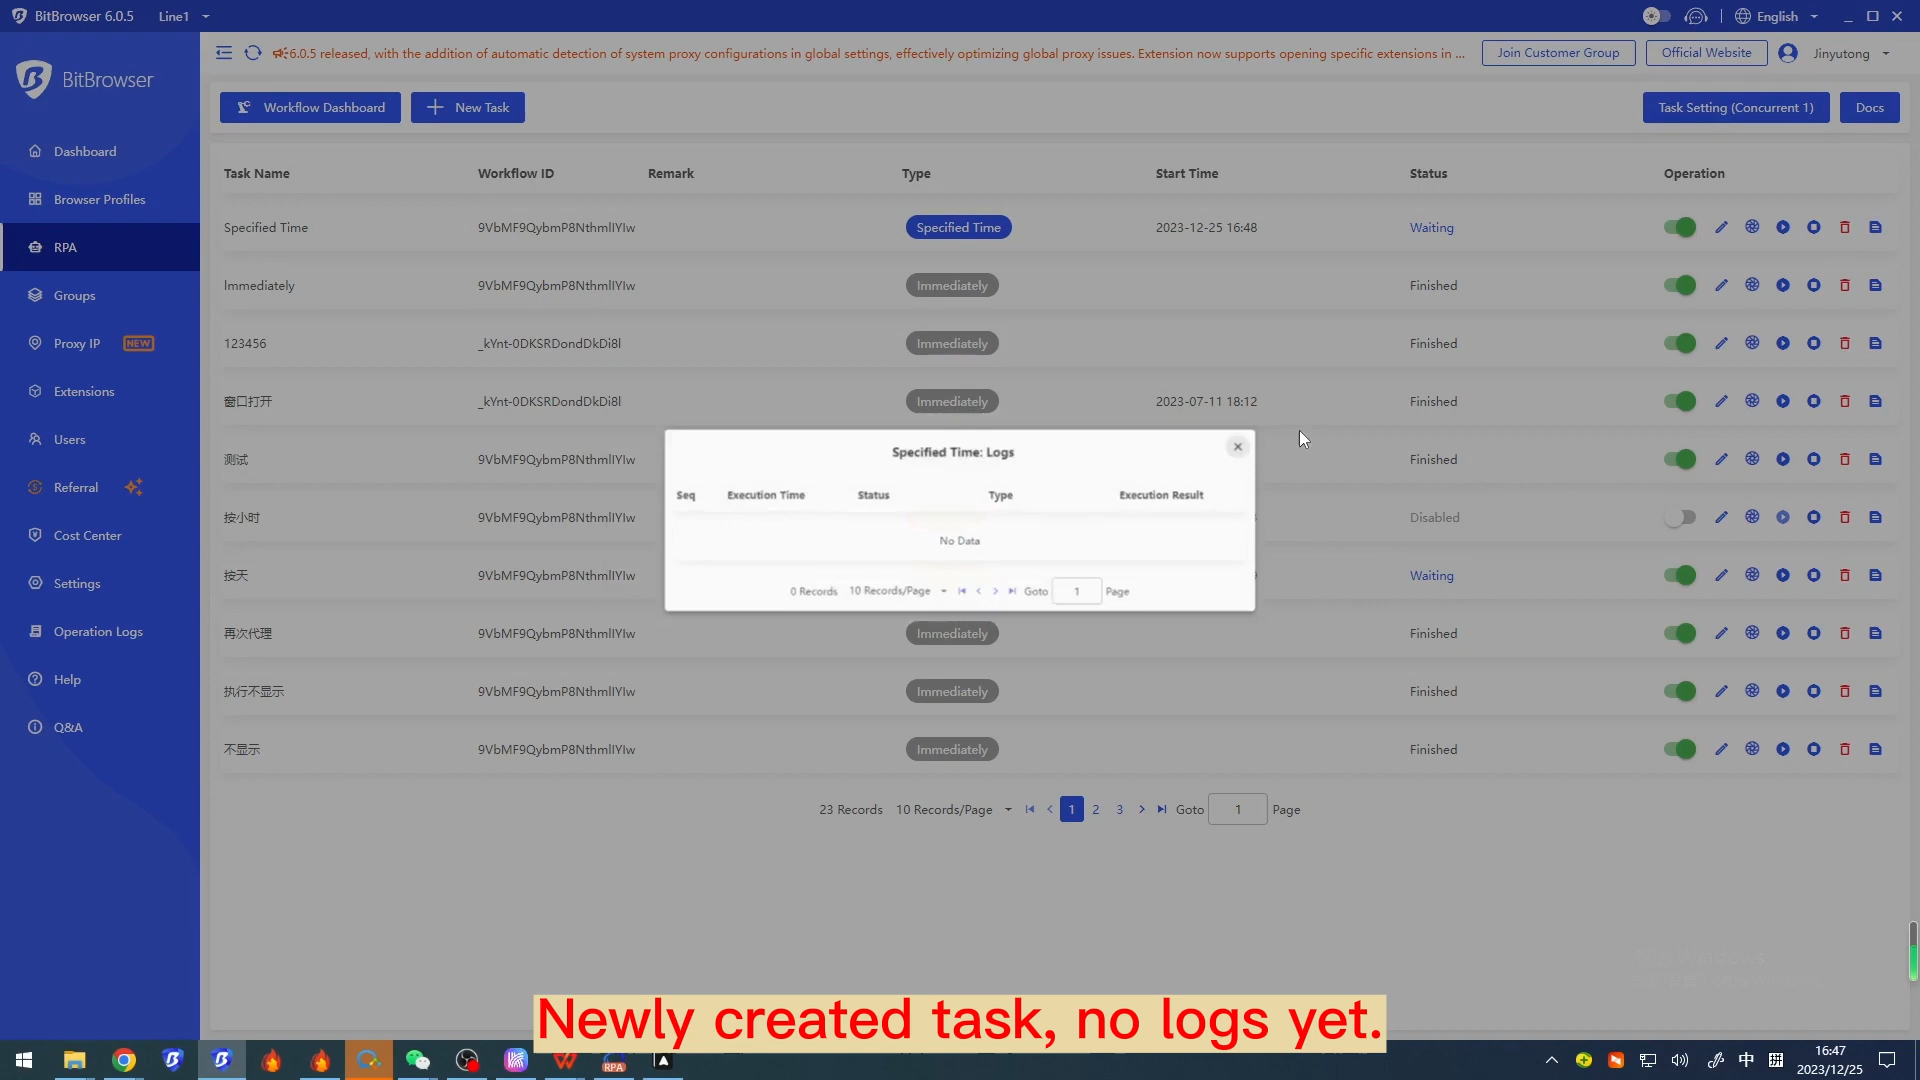 BitBrowser 6.0.5 Line1 English
6.0.5 released, with the addition of automatic detection of system proxy configurations in global settings, effectively optimizing global proxy issues. Extension now supports opening specific extensions in ... Join Customer Group Official Website Jinyutong
BitBrowser
Workflow Dashboard New Task Task Setting (Concurrent 1) Docs
Dashboard
Browser Profiles
RPA
Groups
Proxy IP NEW
Extensions
Users
Referral
Cost Center
Settings
Operation Logs
Help
Q&A
Task Name Workflow ID Remark Type Start Time Status Operation
Specified Time 9VbMF9QybmP8NthmlIYIw Specified Time 2023-12-25 16:48 Waiting
Immediately 9VbMF9QybmP8NthmlIYIw Immediately Finished
123456 _kYnt-0DKSRDondDkDi8l Immediately Finished
窗口打开 _kYnt-0DKSRDondDkDi8l Immediately 2023-07-11 18:12 Finished
测试 9VbMF9QybmP8NthmlIYIw Finished
按小时 9VbMF9QybmP8NthmlIYIw Disabled
按天 9VbMF9QybmP8NthmlIYIw Waiting
再次代理 9VbMF9QybmP8NthmlIYIw Immediately Finished
执行不显示 9VbMF9QybmP8NthmlIYIw Immediately Finished
不显示 9VbMF9QybmP8NthmlIYIw Immediately Finished
Specified Time: Logs
Seq Execution Time Status Type Execution Result
No Data
0 Records 10 Records/Page Goto 1 Page
23 Records 10 Records/Page 1 2 3 Goto 1 Page
Newly created task, no logs yet.
RPA
中 拼
16:47
2023/12/25